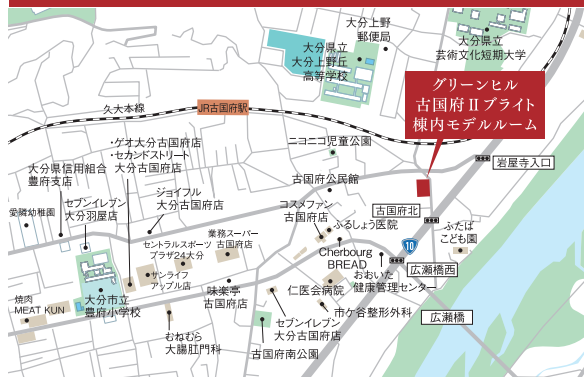 大分上野
郵便局
大分県立
芸術文化短期大学
大分県立
大分上野丘
高等学校
グリーンヒル
古国府Ⅱブライト
棟内モデルルーム
久大本線
JR古国府駅
ニコニコ児童公園
岩屋寺入口
・ゲオ大分古国府店
・セカンドストリート
大分古国府店
大分県信用組合
豊府支店
古国府公民館
ジョイフル
大分古国府店
セブンイレブン
大分羽屋店
愛隣幼稚園
コスメファン
古国府店
古国府北
ふるしょう医院
ふたば
こども園
業務スーパー
古国府店
セントラルスポーツ
プラザ24大分
Cherbourg
BREAD
10
広瀬橋西
おおいた
健康管理センター
サンライフ
アップル店
味楽亭
古国府店
仁医会病院
大分市立
豊府小学校
焼肉
MEAT KUN
市ケ谷整形外科
広瀬橋
セブンイレブン
大分古国府店
むねむら
大腸肛門科
古国府南公園